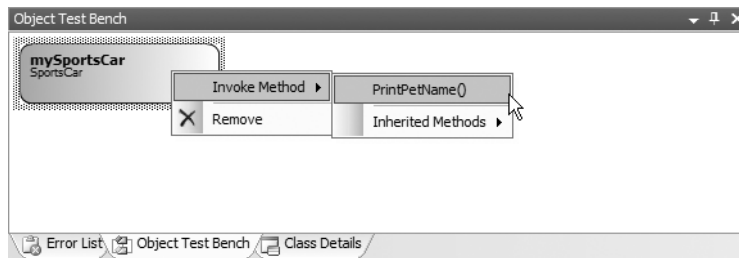 Object Test Bench
mySportsCar
SportsCar
Invoke Method
PrintPetName()
Remove
Inherited Methods
Error List
Object Test Bench
Class Details